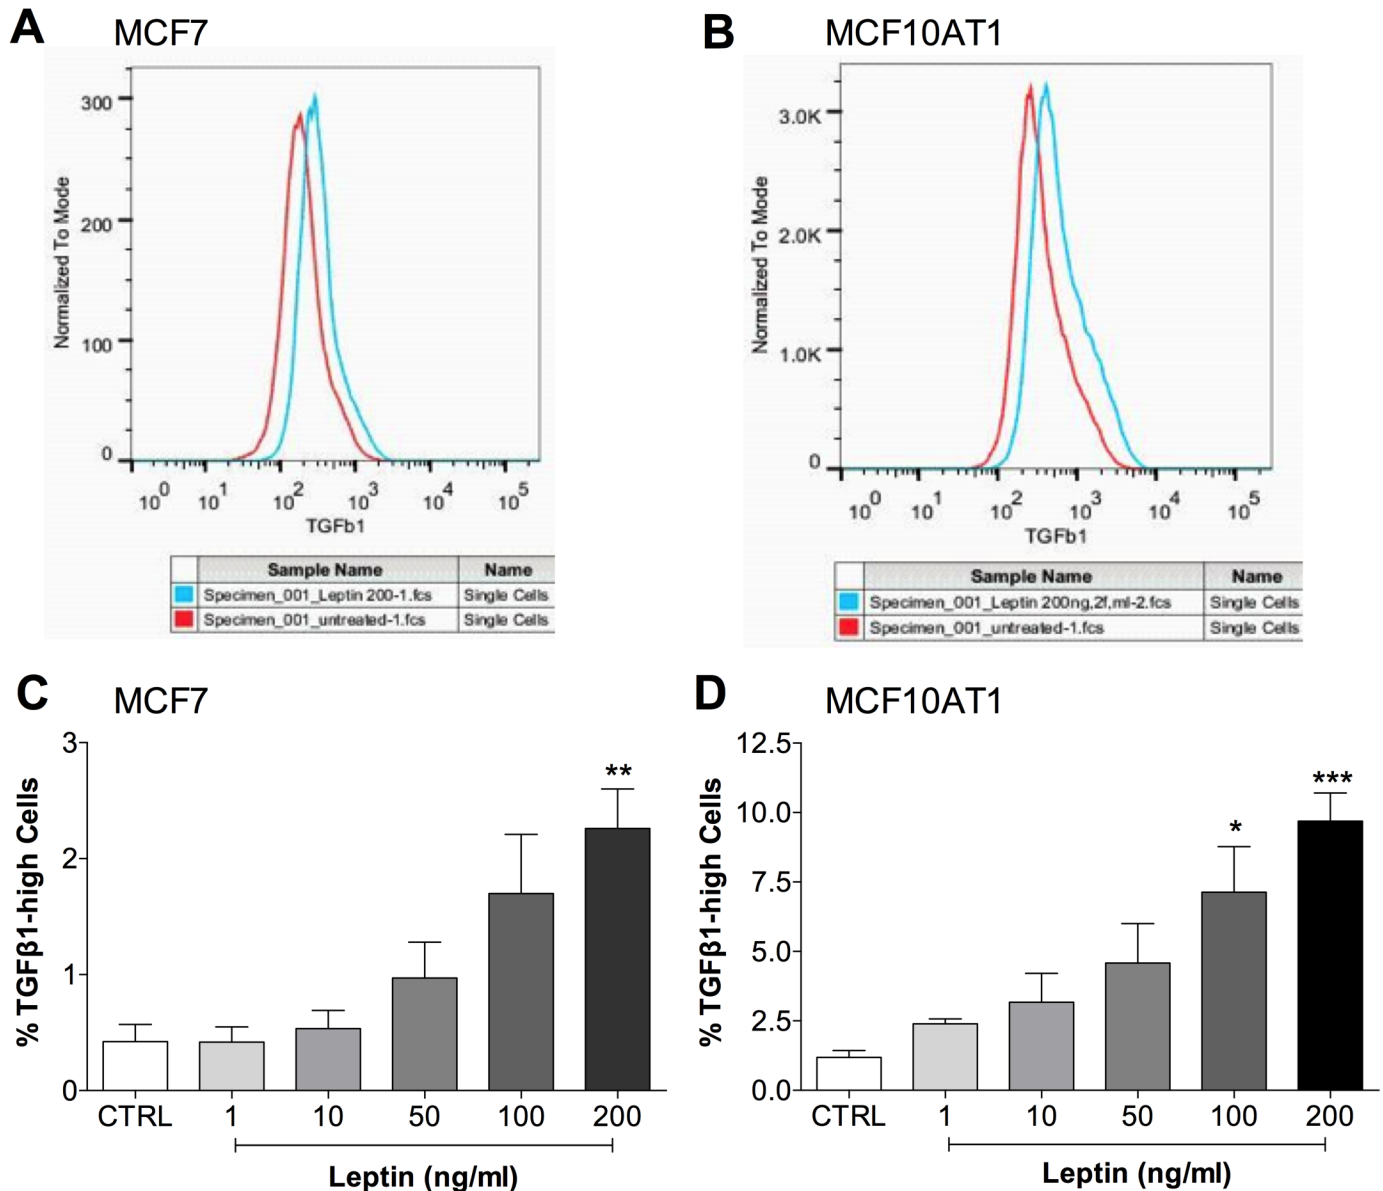 A MCF7
Normalized To Mode
300
200
100
0
10^0 10^1 10^2 10^3 10^4 10^5
TGFb1
Sample Name Name
Specimen_001_Leptin 200-1.fcs Single Cells
Specimen_001_untreated-1.fcs Single Cells
B MCF10AT1
Normalized To Mode
3.0K
2.0K
1.0K
0
10^0 10^1 10^2 10^3 10^4 10^5
TGFb1
Sample Name Name
Specimen_001_Leptin 200ng,2f,ml-2.fcs Single Cells
Specimen_001_untreated-1.fcs Single Cells
C MCF7
% TGFβ1-high Cells
3
2
1
0
**
CTRL 1 10 50 100 200
Leptin (ng/ml)
D MCF10AT1
% TGFβ1-high Cells
12.5
10.0
7.5
5.0
2.5
0.0
*
***
CTRL 1 10 50 100 200
Leptin (ng/ml)